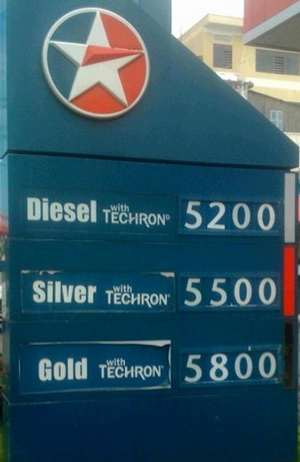 Diesel with TECHRON D 5200
Silver with TECHRON 5500
Gold with TECHRON 5800